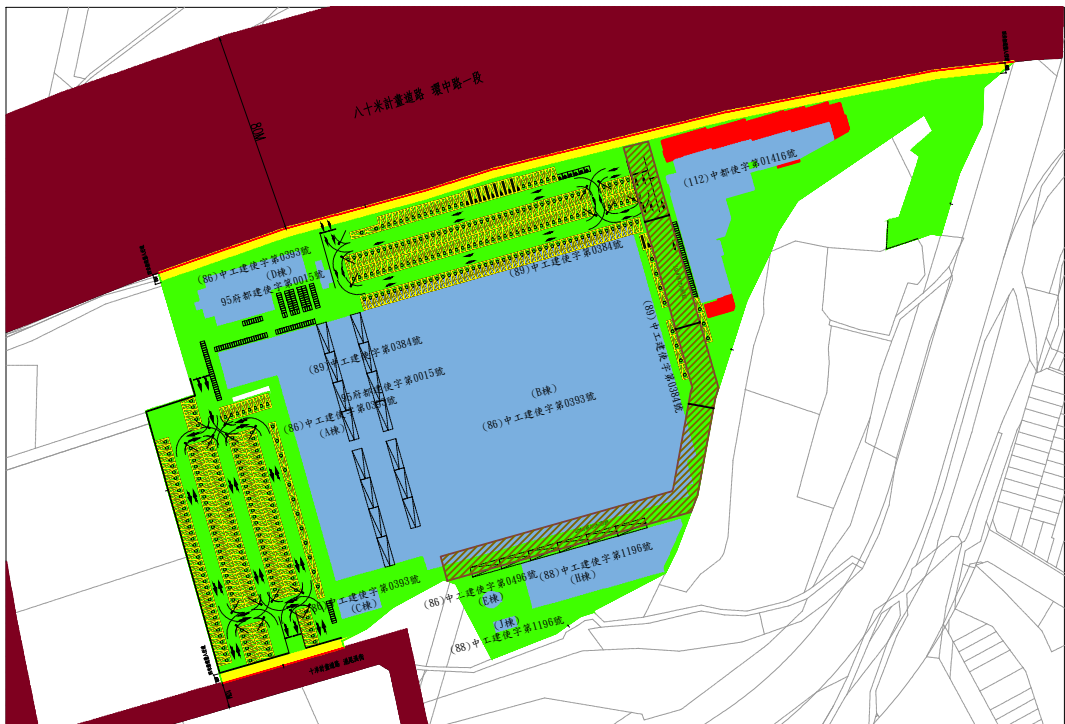 八十米計畫道路 環中路一段
80M
(112)中都使字第01416號
(86)中工建使字第0393號
(D棟)
95府都建使字第0015號
(89)中工建使字第0384號
(89)中工建使字第0384號
(89)中工建使字第0384號
95府都建使字第0015號
(86)中工建使字第0393號
(A棟)
(B棟)
(86)中工建使字第0393號
(86)中工建使字第0393號
(C棟)
(86)中工建使字第0496號
(E棟)
(88)中工建使字第1196號
(H棟)
(J棟)
(88)中工建使字第1196號